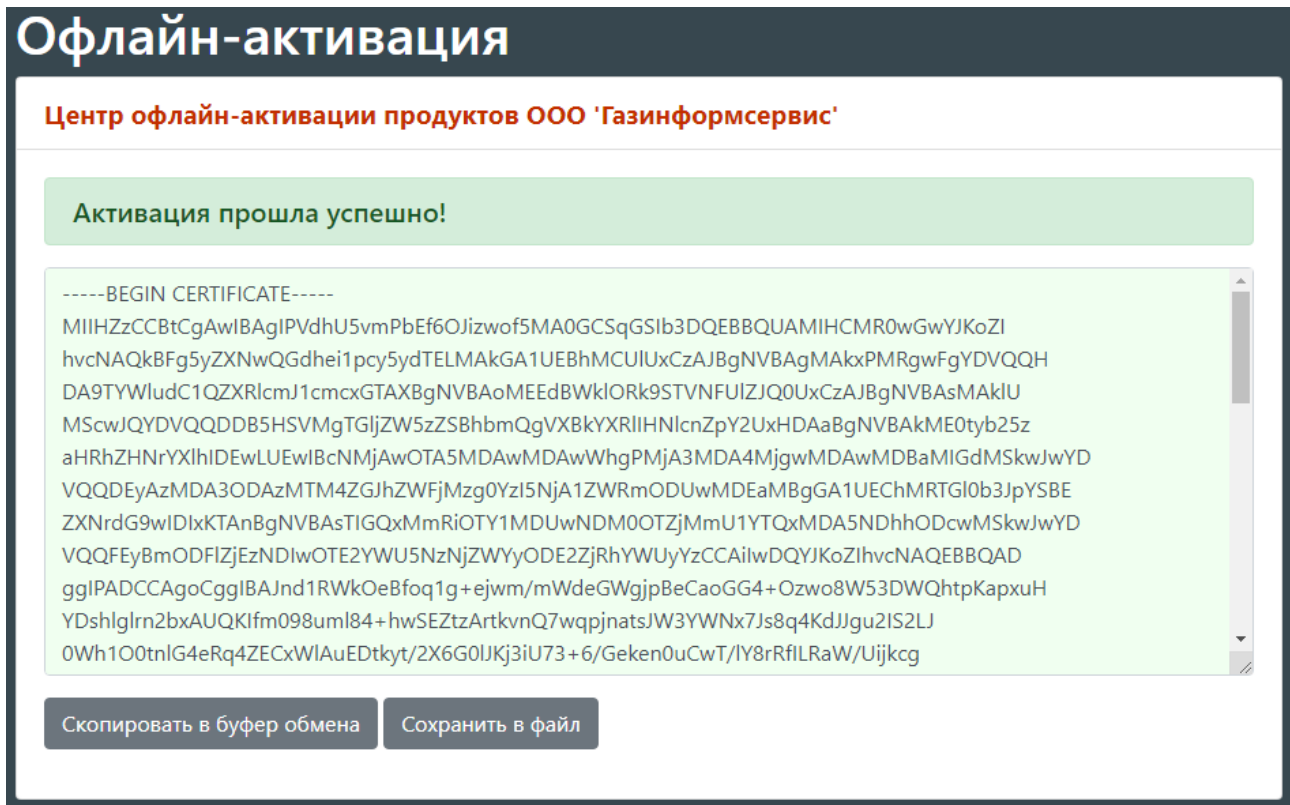 Офлайн-активация
Центр офлайн-активации продуктов ООО 'Газинформсервис'
Активация прошла успешно!
-----BEGIN CERTIFICATE-----
MIIHZzCCBtCgAwIBAgIPVdhU5vmPbEf6OJizwof5MA0GCSqGSIb3DQEBBQUAMIHCMR0wGwYJKoZI
hvcNAQkBFg5yZXNwQGdhei1pcy5ydTELMAkGA1UEBhMCUlUxCzAJBgNVBAgMAkxPMRgwFgYDVQQH
DA9TYWludC1QZXRlcmJ1cmcxGTAXBgNVBAoMEEdBWklORk9STVNFUlZJQ0UxCzAJBgNVBAsMAklU
MScwJQYDVQQDDB5HSVMgTGljZW5zZSBhbmQgVXBkYXRlIHNlcnZpY2UxHDAaBgNVBAkME0tyb25z
aHRhZHNrYXlhIDEwLUEwIBcNMjAwOTA5MDAwMDAwWhgPMjA3MDA4MjgwMDAwMDBaMIGdMSkwJwYD
VQQDEyAzMDA3ODAzMTM4ZGJhZWFjMzg0YzI5NjA1ZWRmODUwMDEaMBgGA1UEChMRTGl0b3JpYSBE
ZXNrdG9wIDIxKTAnBgNVBAsTIGQxMmRiOTY1MDUwNDM0OTZjMmU1YTQxMDA5NDhhODcwMSkwJwYD
VQQFEyBmODFlZjEzNDIwOTE2YWU5NzNjZWYyODE2ZjRhYWUyYzCCAiIwDQYJKoZIhvcNAQEBBQAD
ggIPADCCAgoCggIBAJnd1RWkOeBfoq1g+ejwm/mWdeGWgjpBeCaoGG4+Ozwo8W53DWQhtpKapxuH
YDshlglrn2bxAUQKIfm098uml84+hwSEZtzArtkvnQ7wqpjnatsJW3YWNx7Js8q4KdJJgu2IS2LJ
0Wh1O0tnlG4eRq4ZECxWlAuEDtkyt/2X6G0lJKj3iU73+6/Geken0uCwT/lY8rRfILRaW/Uijkcg
Скопировать в буфер обмена Сохранить в файл